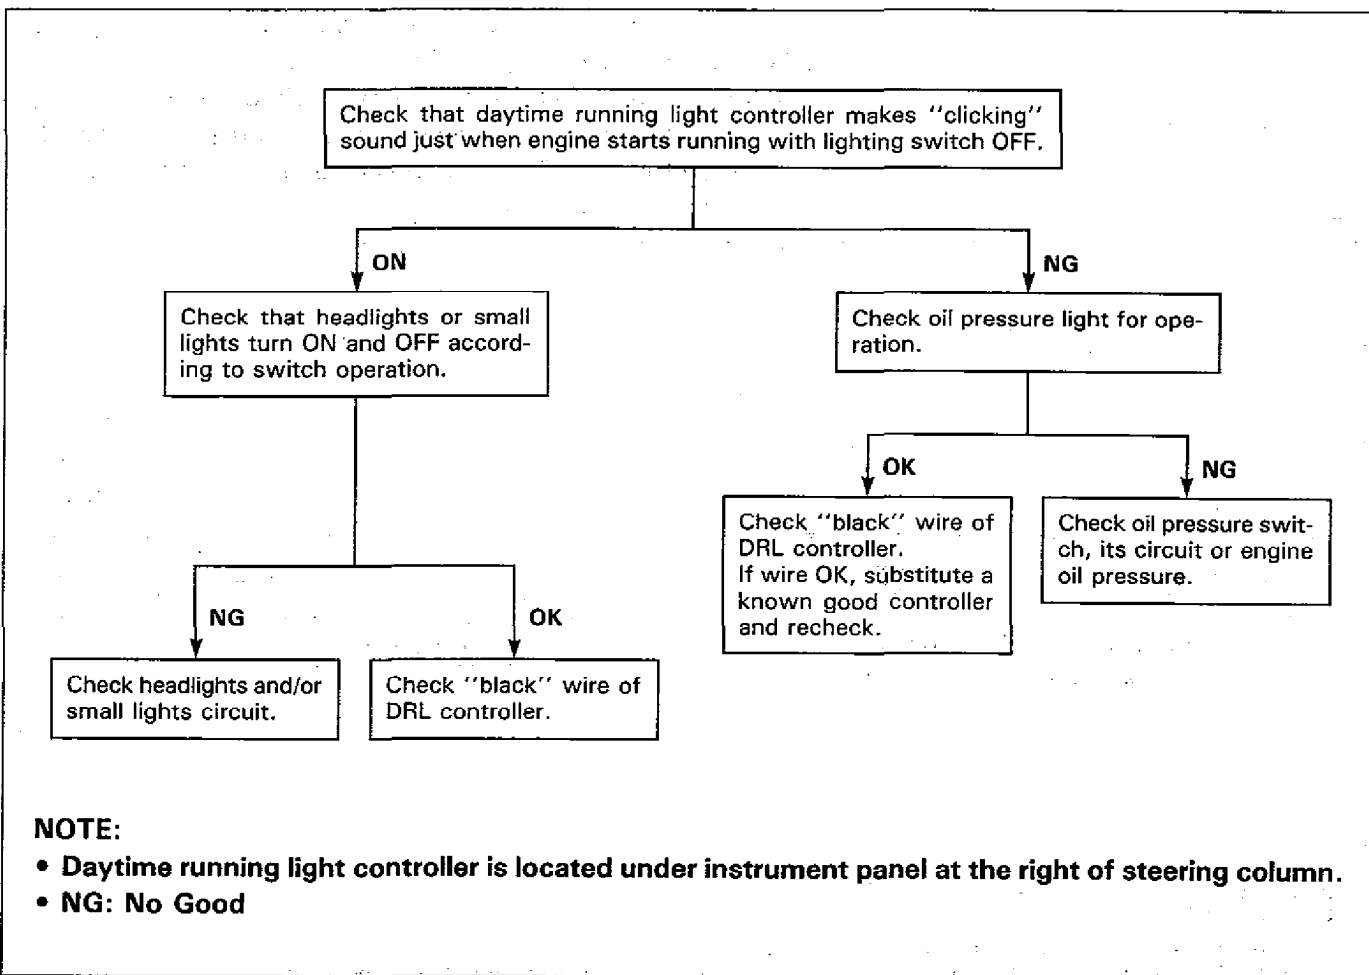 Check that daytime running light controller makes "clicking"
sound just when engine starts running with lighting switch OFF.
ON
NG
Check that headlights or small
lights turn ON and OFF accord-
ing to switch operation.
Check oil pressure light for ope-
ration.
OK
NG
Check "black" wire of
DRL controller.
If wire OK, substitute a
known good controller
and recheck.
Check oil pressure swit-
ch, its circuit or engine
oil pressure.
NG
OK
Check headlights and/or
small lights circuit.
Check "black" wire of
DRL controller.
NOTE:
• Daytime running light controller is located under instrument panel at the right of steering column.
• NG: No Good